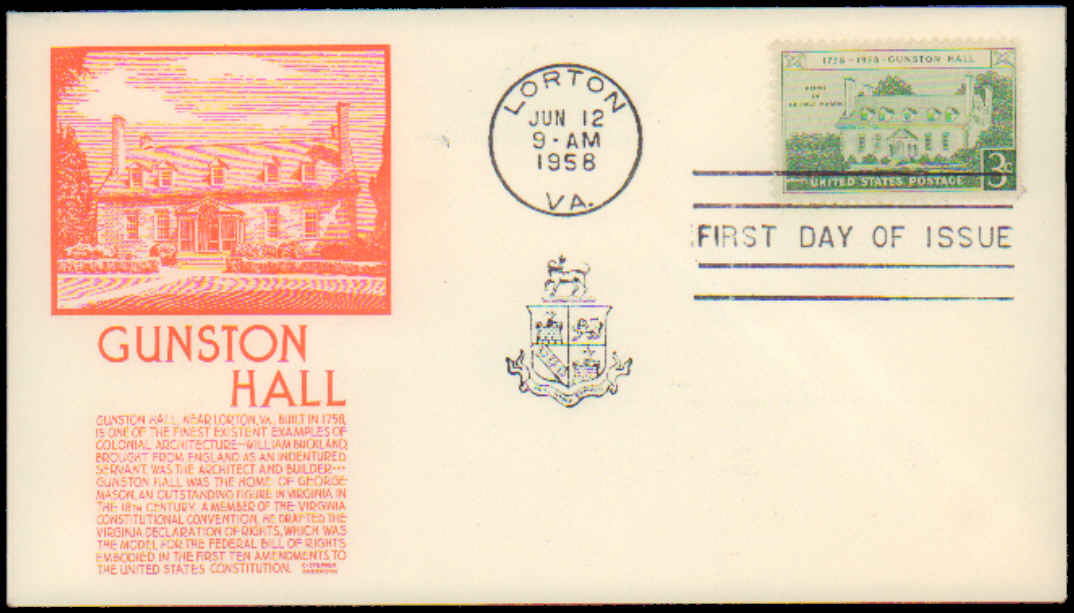 GUNSTON
HALL
GUNSTON HALL, NEAR LORTON, VA., BUILT IN 1758,
IS ONE OF THE FINEST EXISTENT EXAMPLES OF
COLONIAL ARCHITECTURE—WILLIAM BUCKLAND,
BROUGHT FROM ENGLAND AS AN INDENTURED
SERVANT, WAS THE ARCHITECT AND BUILDER---
GUNSTON HALL WAS THE HOME OF GEORGE
MASON, AN OUTSTANDING FIGURE IN VIRGINIA IN
THE 18TH CENTURY. A MEMBER OF THE VIRGINIA
CONSTITUTIONAL CONVENTION, HE DRAFTED THE
VIRGINIA DECLARATION OF RIGHTS, WHICH WAS
THE MODEL FOR THE FEDERAL BILL OF RIGHTS
EMBODIED IN THE FIRST TEN AMENDMENTS TO
THE UNITED STATES CONSTITUTION.
LORTON
JUN 12
9-AM
1958
VA.
1758-1958-GUNSTON HALL
HOME
OF
GEORGE MASON
3¢
UNITED STATES POSTAGE
FIRST DAY OF ISSUE